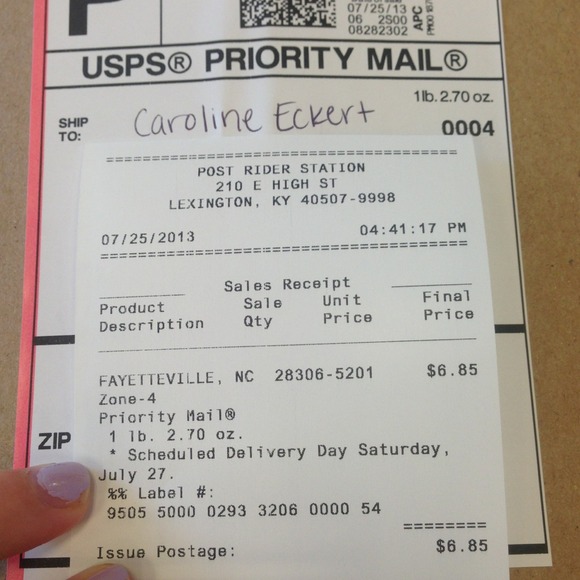 P
07/25/13
06 2S00
08282302
APC
USPS® PRIORITY MAIL®
1lb. 2.70 oz.
SHIP
TO:
Caroline Eckert
0004
POST RIDER STATION
210 E HIGH ST
LEXINGTON, KY 40507-9998
07/25/2013 04:41:17 PM
Sales Receipt
Product Sale Unit Final
Description Qty Price Price
FAYETTEVILLE, NC 28306-5201 $6.85
Zone-4
Priority Mail®
1 lb. 2.70 oz.
* Scheduled Delivery Day Saturday,
July 27.
ZIP
%% Label #:
9505 5000 0293 3206 0000 54
========
Issue Postage: $6.85